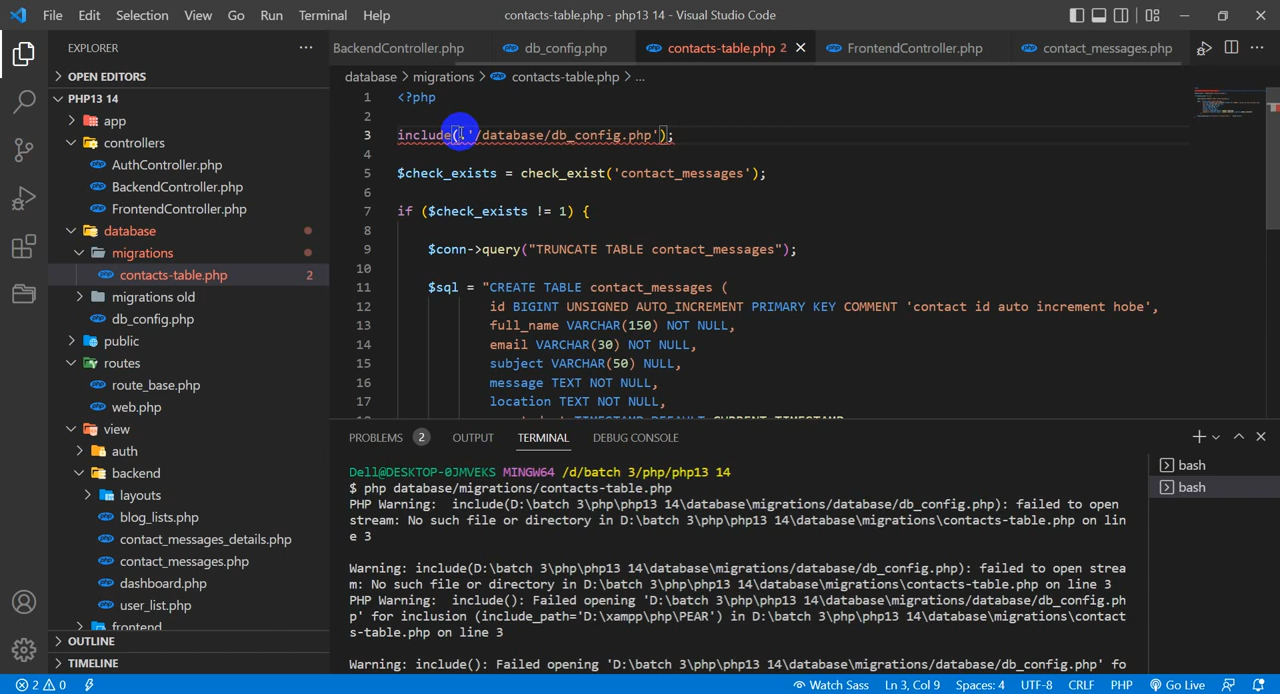 File Edit Selection View Go Run Terminal Help
contacts-table.php - php13 14 - Visual Studio Code
EXPLORER
OPEN EDITORS
PHP13 14
app
controllers
AuthController.php
BackendController.php
FrontendController.php
database
migrations
contacts-table.php 2
migrations old
db_config.php
public
routes
route_base.php
web.php
view
auth
backend
layouts
blog_lists.php
contact_messages_details.php
contact_messages.php
dashboard.php
user_list.php
frontend
OUTLINE
TIMELINE
BackendController.php db_config.php contacts-table.php 2 FrontendController.php contact_messages.php
database > migrations > contacts-table.php > ...
1 <?php
2
3 include(.'/database/db_config.php');
4
5 $check_exists = check_exist('contact_messages');
6
7 if ($check_exists != 1) {
8
9 $conn->query("TRUNCATE TABLE contact_messages");
10
11 $sql = "CREATE TABLE contact_messages (
12 id BIGINT UNSIGNED AUTO_INCREMENT PRIMARY KEY COMMENT 'contact id auto increment hobe',
13 full_name VARCHAR(150) NOT NULL,
14 email VARCHAR(30) NOT NULL,
15 subject VARCHAR(50) NULL,
16 message TEXT NOT NULL,
17 location TEXT NOT NULL,
PROBLEMS 2 OUTPUT TERMINAL DEBUG CONSOLE
bash
bash
Dell@DESKTOP-0JMVEKS MINGW64 /d/batch 3/php/php13 14
$ php database/migrations/contacts-table.php
PHP Warning:  include(D:\batch 3\php\php13 14\database\migrations/database/db_config.php): failed to open
stream: No such file or directory in D:\batch 3\php\php13 14\database\migrations\contacts-table.php on lin
e 3
Warning: include(D:\batch 3\php\php13 14\database\migrations/database/db_config.php): failed to open strea
m: No such file or directory in D:\batch 3\php\php13 14\database\migrations\contacts-table.php on line 3
PHP Warning:  include(): Failed opening 'D:\batch 3\php\php13 14\database\migrations/database/db_config.ph
p' for inclusion (include_path='D:\xampp\php\PEAR') in D:\batch 3\php\php13 14\database\migrations\contact
s-table.php on line 3
Warning: include(): Failed opening 'D:\batch 3\php\php13 14\database\migrations/database/db_config.php' fo
2 0 Watch Sass Ln 3, Col 9 Spaces: 4 UTF-8 CRLF PHP Go Live